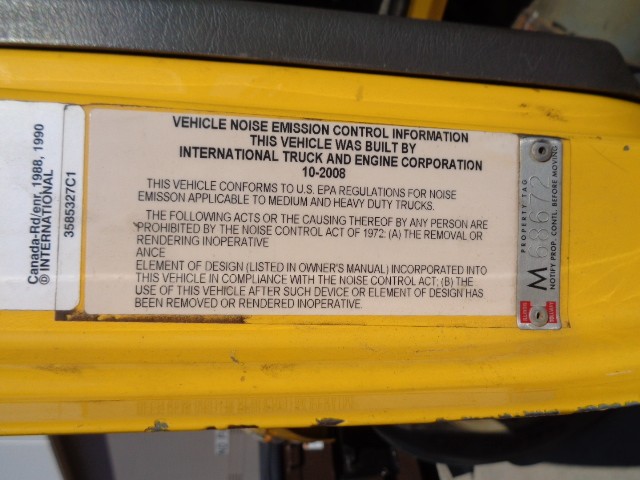 Canada-Rd/enr, 1988, 1990
© INTERNATIONAL
3585327C1
VEHICLE NOISE EMISSION CONTROL INFORMATION
THIS VEHICLE WAS BUILT BY
INTERNATIONAL TRUCK AND ENGINE CORPORATION
10-2008
THIS VEHICLE CONFORMS TO U.S. EPA REGULATIONS FOR NOISE
EMISSON APPLICABLE TO MEDIUM AND HEAVY DUTY TRUCKS.
THE FOLLOWING ACTS OR THE CAUSING THEREOF BY ANY PERSON ARE
PROHIBITED BY THE NOISE CONTROL ACT OF 1972: (A) THE REMOVAL OR
RENDERING INOPERATIVE
ANCE
ELEMENT OF DESIGN (LISTED IN OWNER'S MANUAL) INCORPORATED INTO
THIS VEHICLE IN COMPLIANCE WITH THE NOISE CONTROL ACT; (B) THE
USE OF THIS VEHICLE AFTER SUCH DEVICE OR ELEMENT OF DESIGN HAS
BEEN REMOVED OR RENDERED INOPERATIVE.
PROPERTY TAG
M 68672
NOTIFY PROP. CONTL. BEFORE MOVING